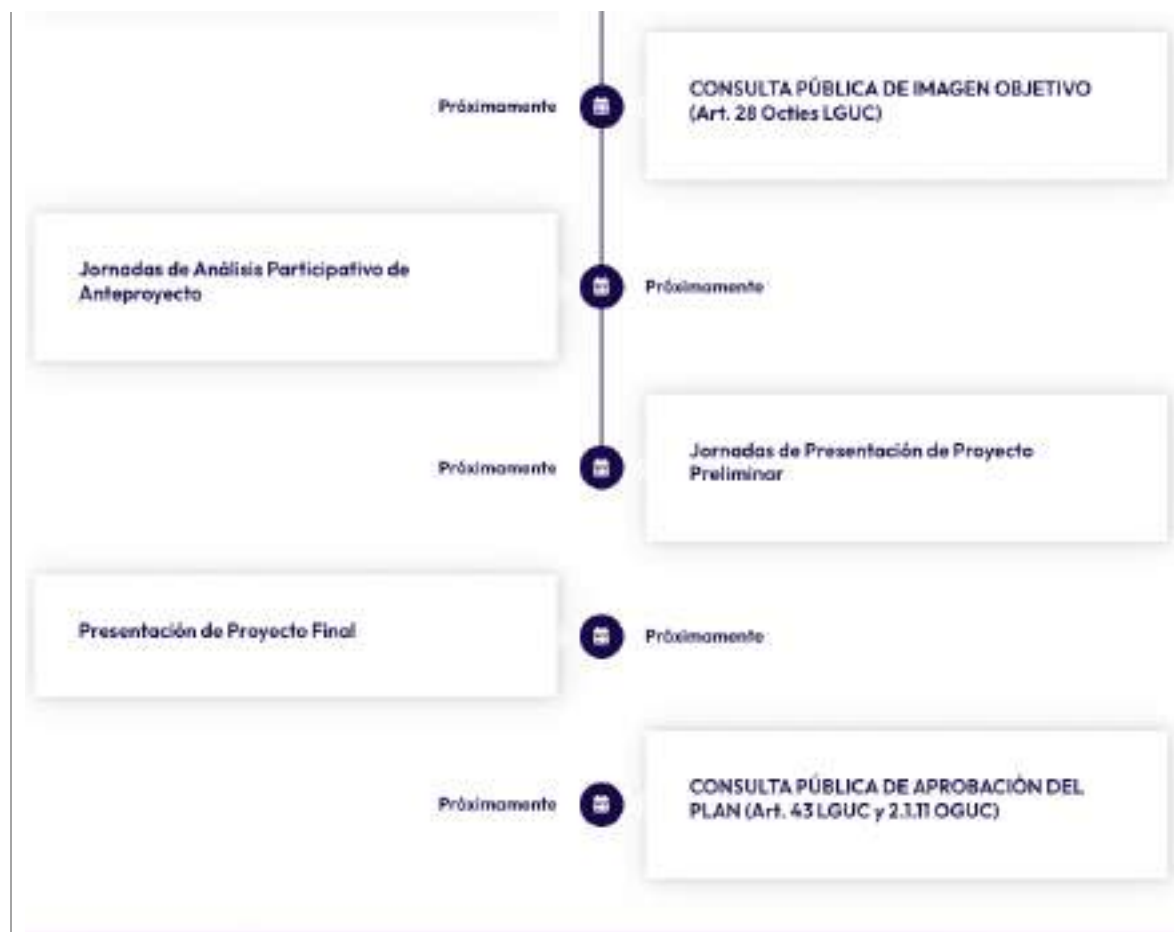 Próximamente
CONSULTA PÚBLICA DE IMAGEN OBJETIVO
(Art. 28 Octies LGUC)
Jornadas de Análisis Participativo de
Anteproyecto
Próximamente
Próximamente
Jornadas de Presentación de Proyecto
Preliminar
Presentación de Proyecto Final
Próximamente
Próximamente
CONSULTA PÚBLICA DE APROBACIÓN DEL
PLAN (Art. 43 LGUC y 2.1.11 OGUC)